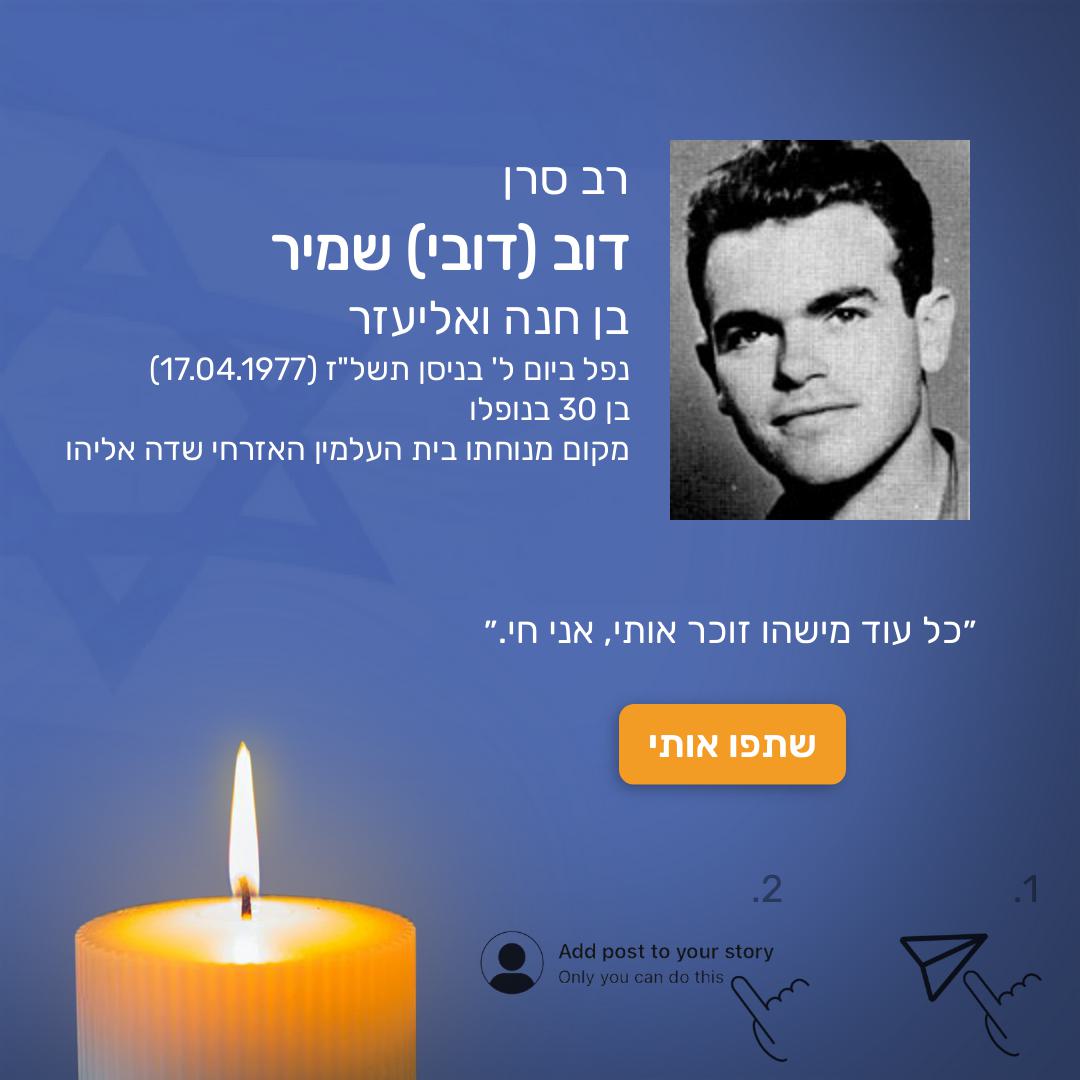 רב סרן
דוב (דובי) שמיר
בן חנה ואליעזר
נפל ביום ל' בניסן תשל"ז (17.04.1977)
בן 30 בנופלו
מקום מנוחתו בית העלמין האזרחי שדה אליהו
״כל עוד מישהו זוכר אותי, אני חי.״
שתפו אותי
.1
.2
Add post to your story
Only you can do this